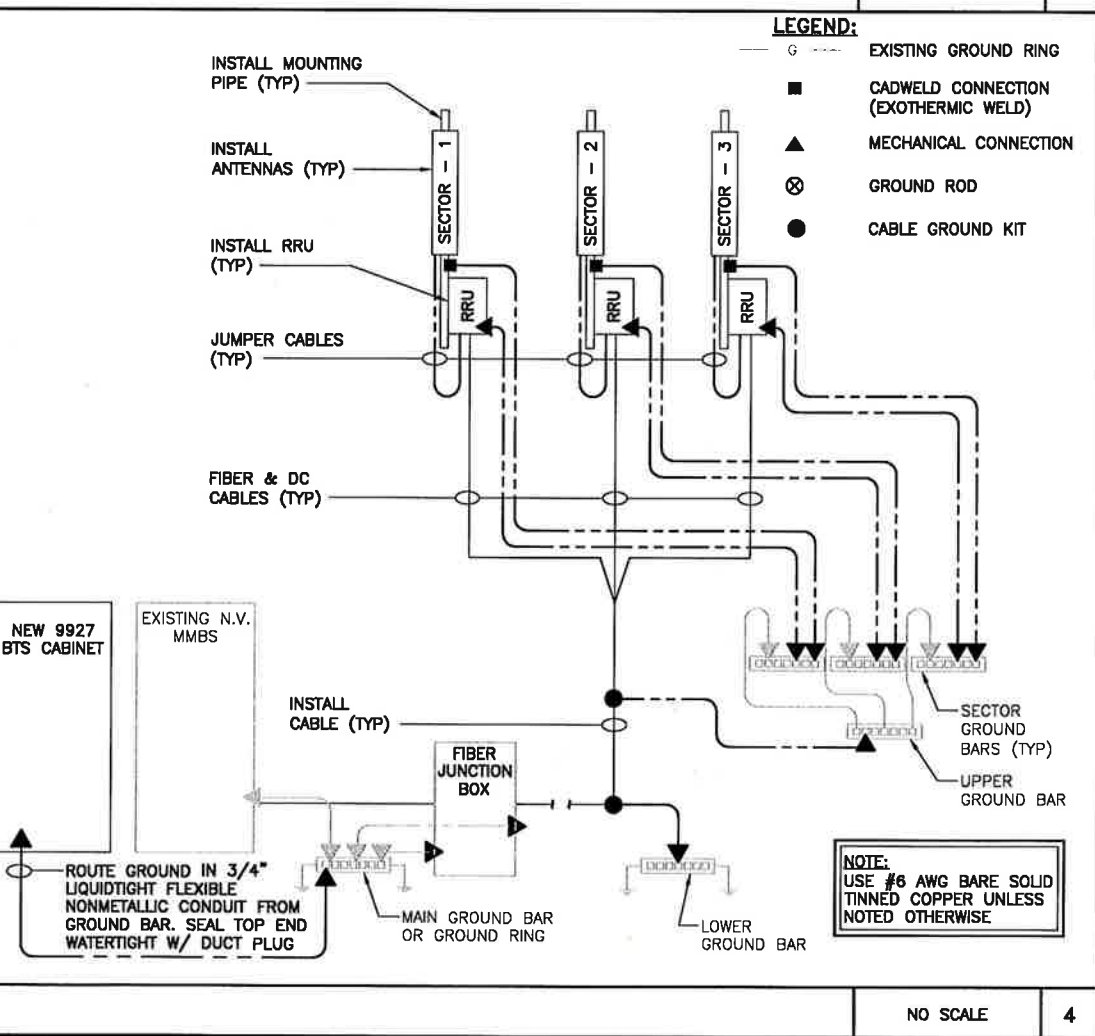 LEGEND:
G
EXISTING GROUND RING
CADWELD CONNECTION
(EXOTHERMIC WELD)
MECHANICAL CONNECTION
GROUND ROD
CABLE GROUND KIT
INSTALL MOUNTING
PIPE (TYP)
INSTALL
ANTENNAS (TYP)
INSTALL RRU
(TYP)
JUMPER CABLES
(TYP)
SECTOR - 1
SECTOR - 2
SECTOR - 3
RRU
RRU
RRU
FIBER & DC
CABLES (TYP)
NEW 9927
BTS CABINET
EXISTING N.V.
MMBS
INSTALL
CABLE (TYP)
FIBER
JUNCTION
BOX
SECTOR
GROUND
BARS (TYP)
UPPER
GROUND BAR
ROUTE GROUND IN 3/4"
LIQUIDTIGHT FLEXIBLE
NONMETALLIC CONDUIT FROM
GROUND BAR. SEAL TOP END
WATERTIGHT W/ DUCT PLUG
MAIN GROUND BAR
OR GROUND RING
LOWER
GROUND BAR
NOTE:
USE #6 AWG BARE SOLID
TINNED COPPER UNLESS
NOTED OTHERWISE
NO SCALE
4